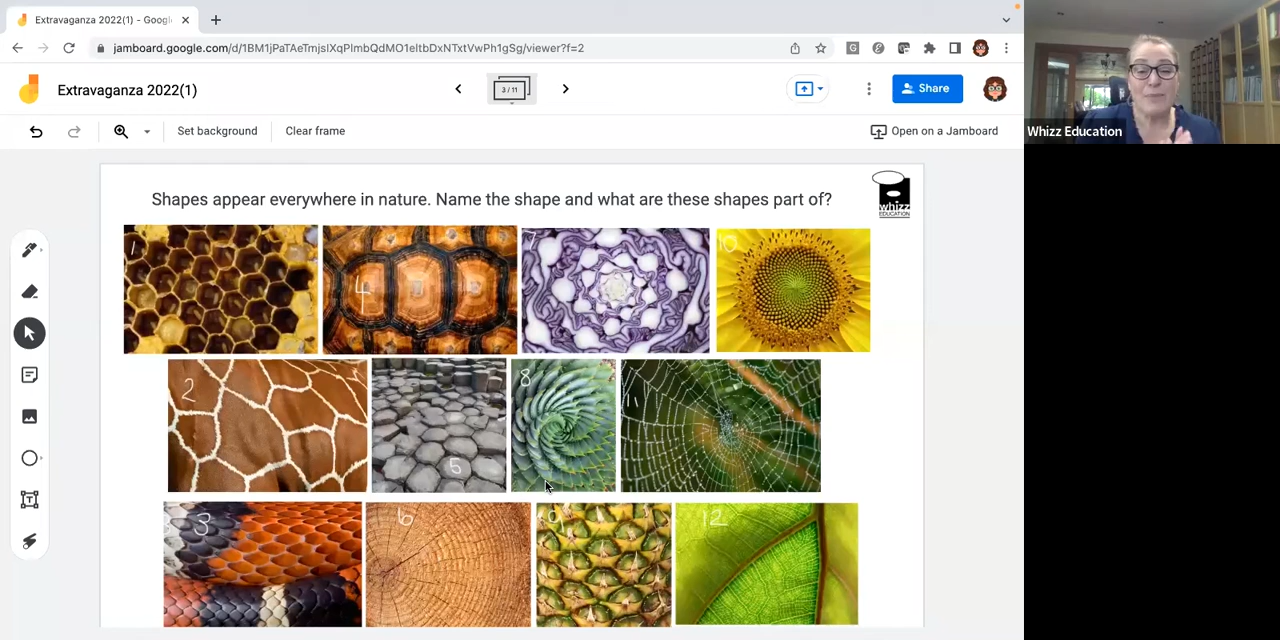 Extravaganza 2022(1) - Googl
jamboard.google.com/d/1BM1jPaTAeTmjsIXqPlmbQdMO1eltbDxNTxtVwPh1gSg/viewer?f=2
Extravaganza 2022(1)
3 / 11
Share
Whizz Education
Set background
Clear frame
Open on a Jamboard
Shapes appear everywhere in nature. Name the shape and what are these shapes part of?
whizz
EDUCATION
1
4
7
10
2
5
8
11
3
6
9
12